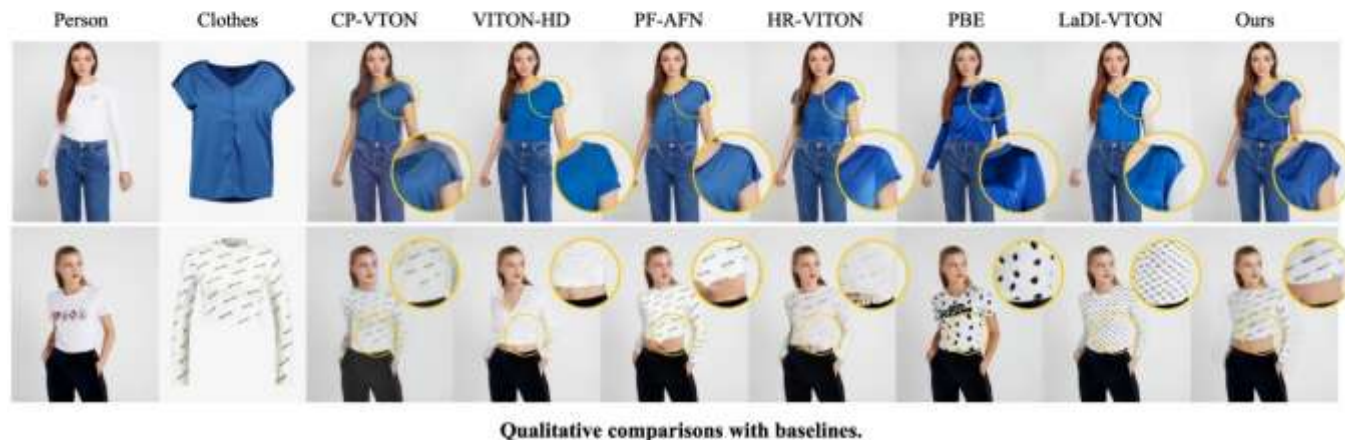 Person Clothes CP-VTON VITON-HD PF-AFN HR-VITON PBE LaDI-VTON Ours
Qualitative comparisons with baselines.